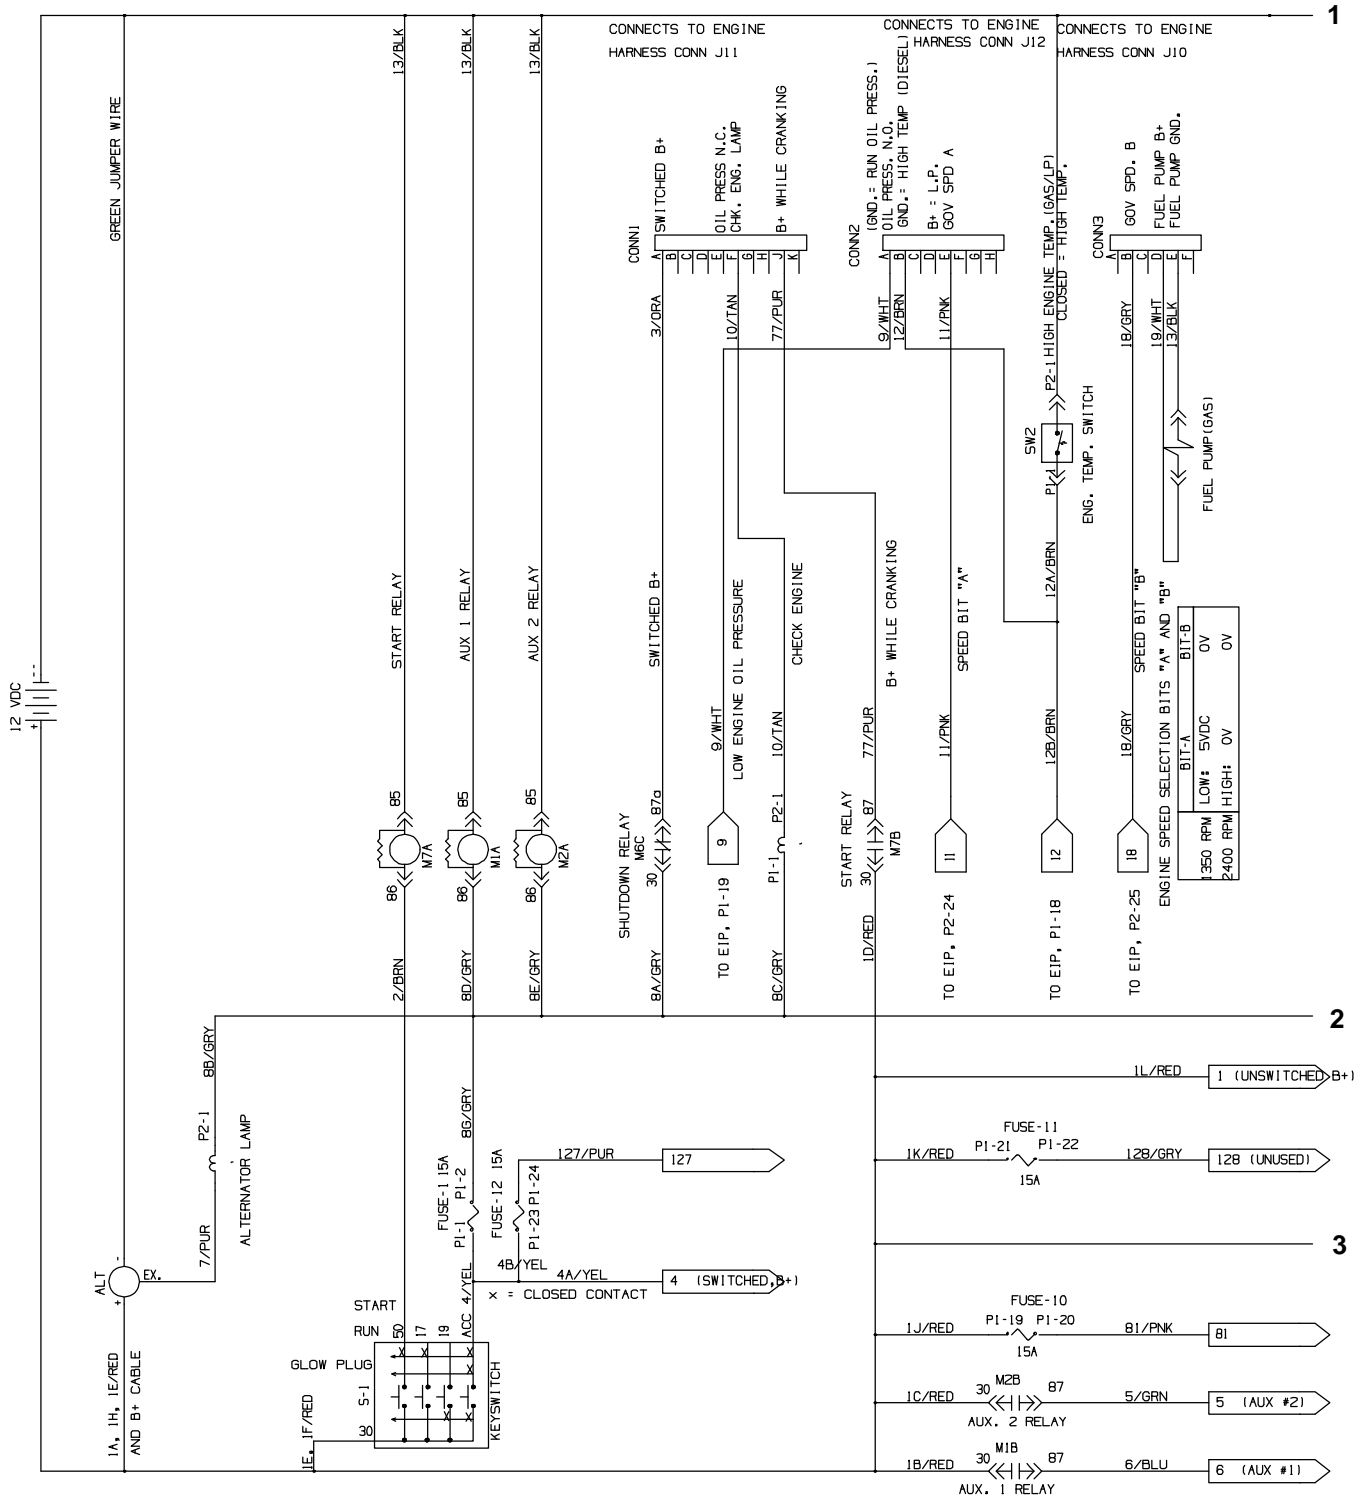 1
CONNECTS TO ENGINE
HARNESS CONN J11
CONNECTS TO ENGINE
HARNESS CONN J12
CONNECTS TO ENGINE
HARNESS CONN J10
13/BLK
13/BLK
13/BLK
GREEN JUMPER WIRE
SWITCHED B+
OIL PRESS N.C.
CHK. ENG. LAMP
B+ WHILE CRANKING
(GND.= RUN OIL PRESS.)
OIL PRESS. N.O.
GND.= HIGH TEMP (DIESEL)
B+ = L.P.
GOV SPD A
HIGH ENGINE TEMP.(GAS/LP)
CLOSED = HIGH TEMP.
GOV SPD. B
FUEL PUMP B+
FUEL PUMP GND.
CONN1
A B C D E F G H J K
CONN2
A B C D E F G H
CONN3
A B C D E F
3/ORA
10/TAN
77/PUR
9/WHT
12/BRN
11/PNK
18/GRY
19/WHT
13/BLK
P2-1
SW2
P1-1
ENG. TEMP. SWITCH
FUEL PUMP(GAS)
12A/BRN
START RELAY
AUX 1 RELAY
AUX 2 RELAY
SWITCHED B+
LOW ENGINE OIL PRESSURE
CHECK ENGINE
B+ WHILE CRANKING
SPEED BIT "A"
SPEED BIT "B"
ENGINE SPEED SELECTION BITS "A" AND "B"
BIT-A BIT-B
1350 RPM LOW: 5VDC 0V
2400 RPM HIGH: 0V 0V
12 VDC
-
+
9/WHT
10/TAN
77/PUR
11/PNK
12B/BRN
18/GRY
85
M7A
86
85
M1A
86
85
M2A
86
SHUTDOWN RELAY
M6C
87a
30
9
TO EIP, P1-19
P2-1
P1-1
START RELAY
87
M7B
30
11
TO EIP, P2-24
12
TO EIP, P1-18
18
TO EIP, P2-25
2/BRN
8D/GRY
8E/GRY
8A/GRY
8C/GRY
1D/RED
2
8B/GRY
P2-1
ALTERNATOR LAMP
7/PUR
8G/GRY
FUSE-1 15A
P1-1 P1-2
FUSE-12 15A
P1-23 P1-24
127/PUR
127
4B/YEL
4A/YEL
4 (SWITCHED,B+)
X = CLOSED CONTACT
4/YEL
1L/RED
1 (UNSWITCHED B+)
FUSE-11
P1-21 P1-22
1K/RED
15A
128/GRY
128 (UNUSED)
3
ALT
-
+
EX.
1A, 1H, 1E/RED
AND B+ CABLE
START
RUN
GLOW PLUG
50
17
19
ACC
X X X
X
X X
S-1
30
KEYSWITCH
1E, 1F/RED
FUSE-10
P1-19 P1-20
1J/RED
15A
81/PNK
81
M2B
30 87
1C/RED
5/GRN
5 (AUX #2)
AUX. 2 RELAY
M1B
30 87
1B/RED
6/BLU
6 (AUX #1)
AUX. 1 RELAY